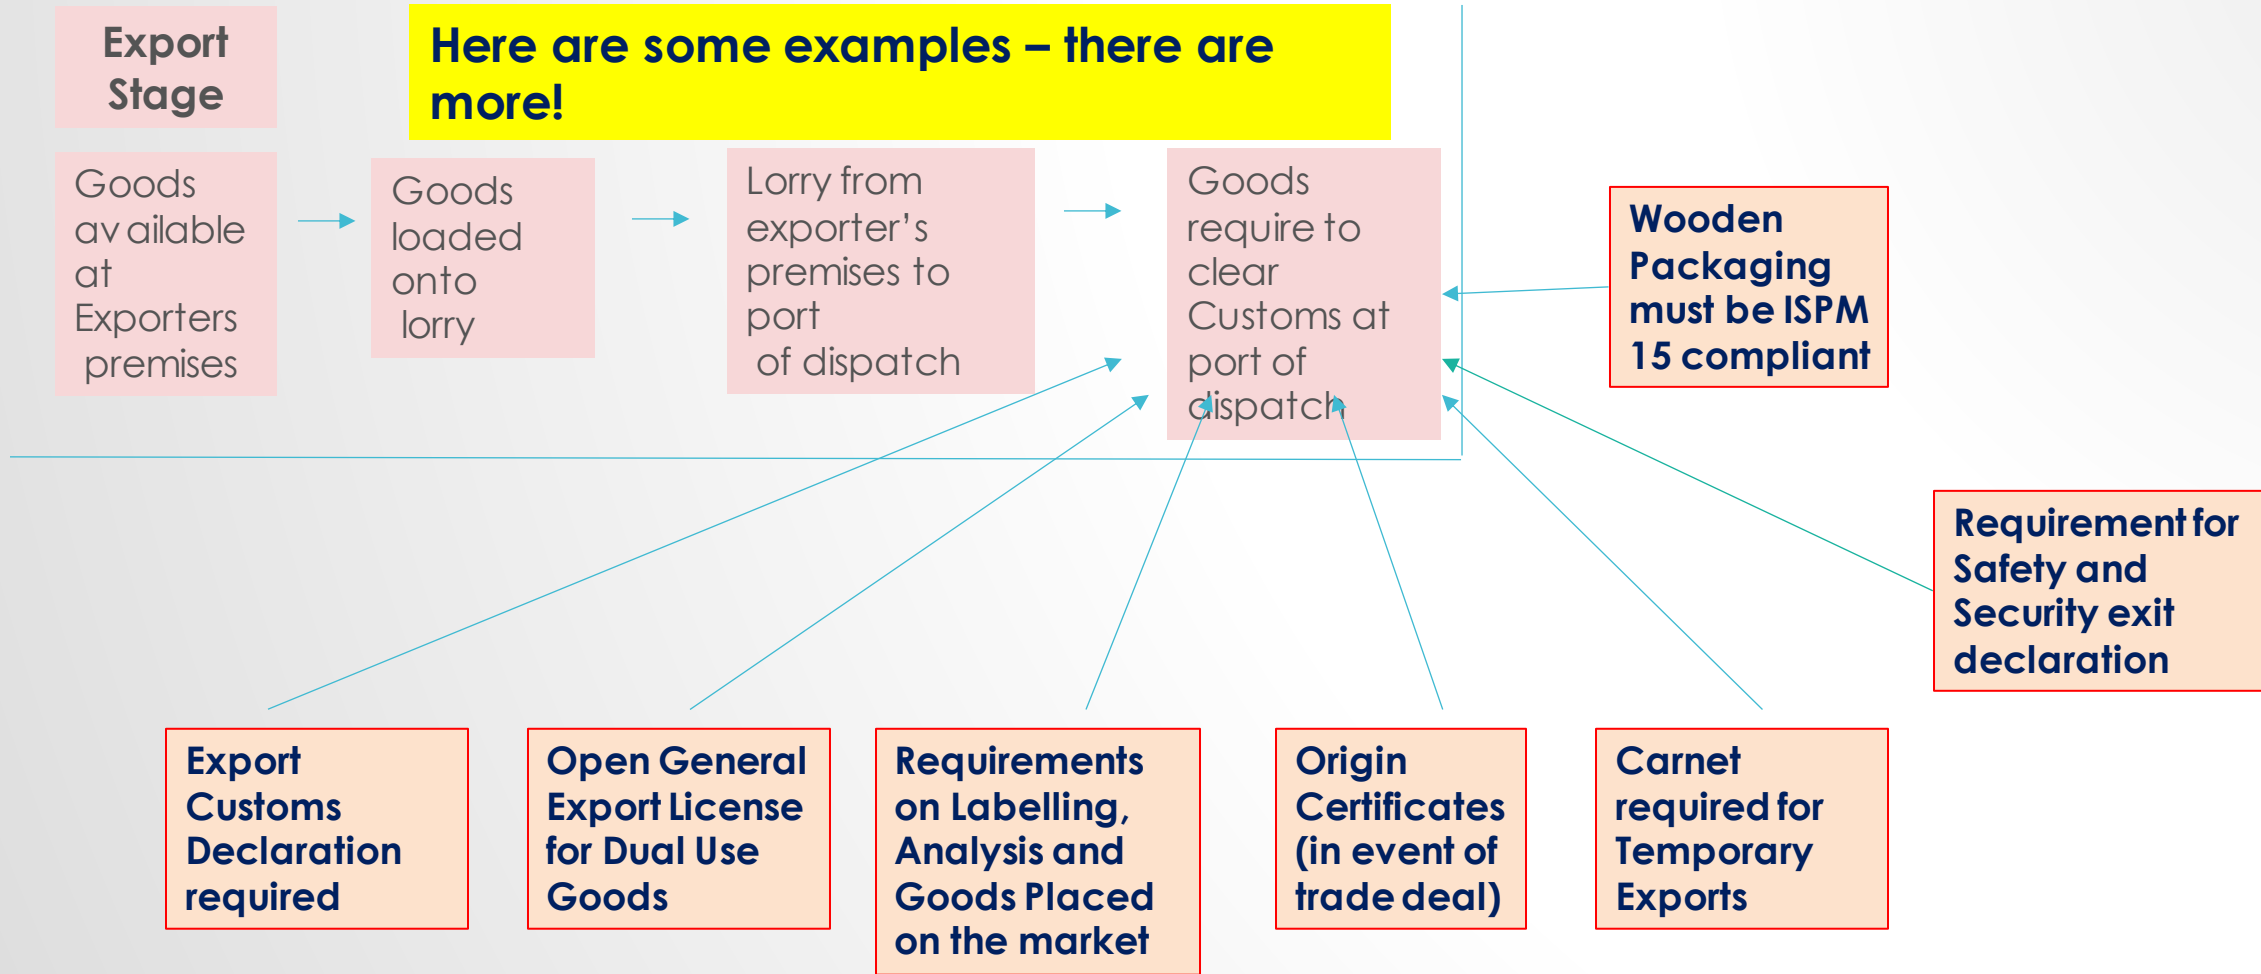 Export
Stage
Here are some examples – there are
more!
Goods
av ailable
at
Exporters
premises
Goods
loaded
onto
lorry
Lorry from
exporter’s
premises to
port
of dispatch
Goods
require to
clear
Customs at
port of
dispatch
Wooden
Packaging
must be ISPM
15 compliant
Requirement for
Safety and
Security exit
declaration
Export
Customs
Declaration
required
Open General
Export License
for Dual Use
Goods
Requirements
on Labelling,
Analysis and
Goods Placed
on the market
Origin
Certificates
(in event of
trade deal)
Carnet
required for
Temporary
Exports